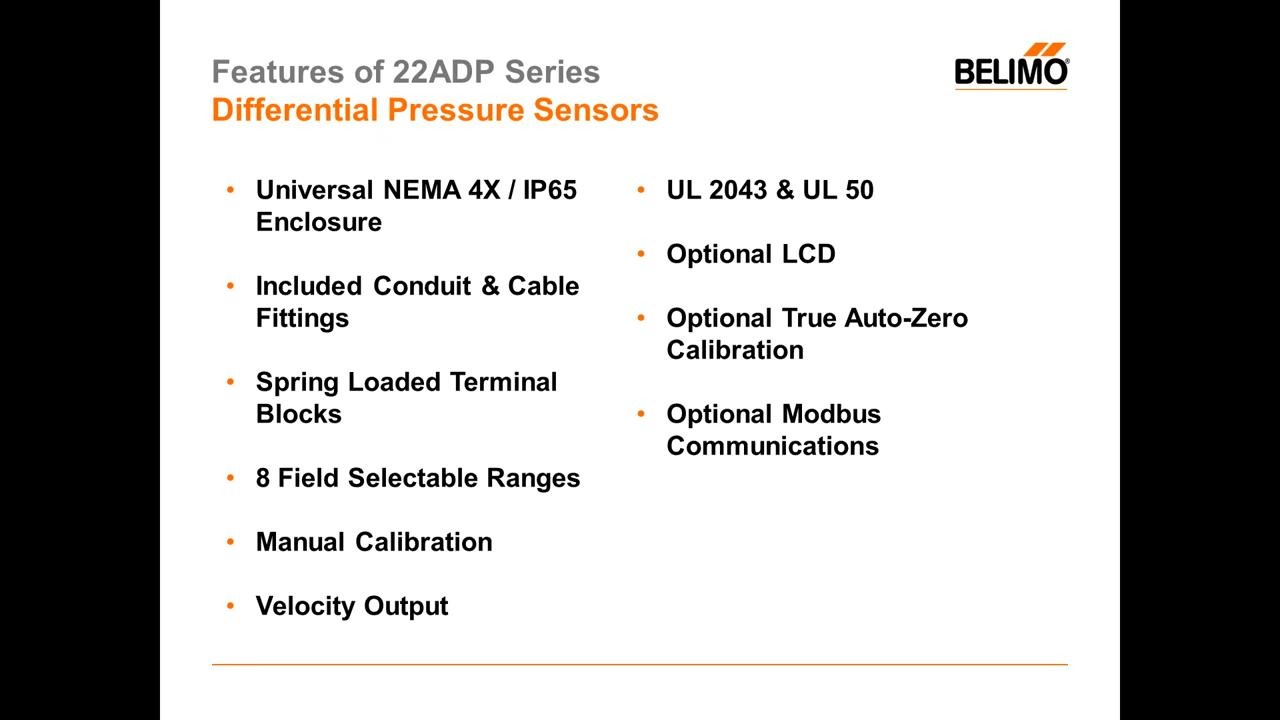 Features of 22ADP Series
Differential Pressure Sensors
BELIMO®
• Universal NEMA 4X / IP65
Enclosure
• Included Conduit & Cable
Fittings
• Spring Loaded Terminal
Blocks
• 8 Field Selectable Ranges
• Manual Calibration
• Velocity Output
• UL 2043 & UL 50
• Optional LCD
• Optional True Auto-Zero
Calibration
• Optional Modbus
Communications